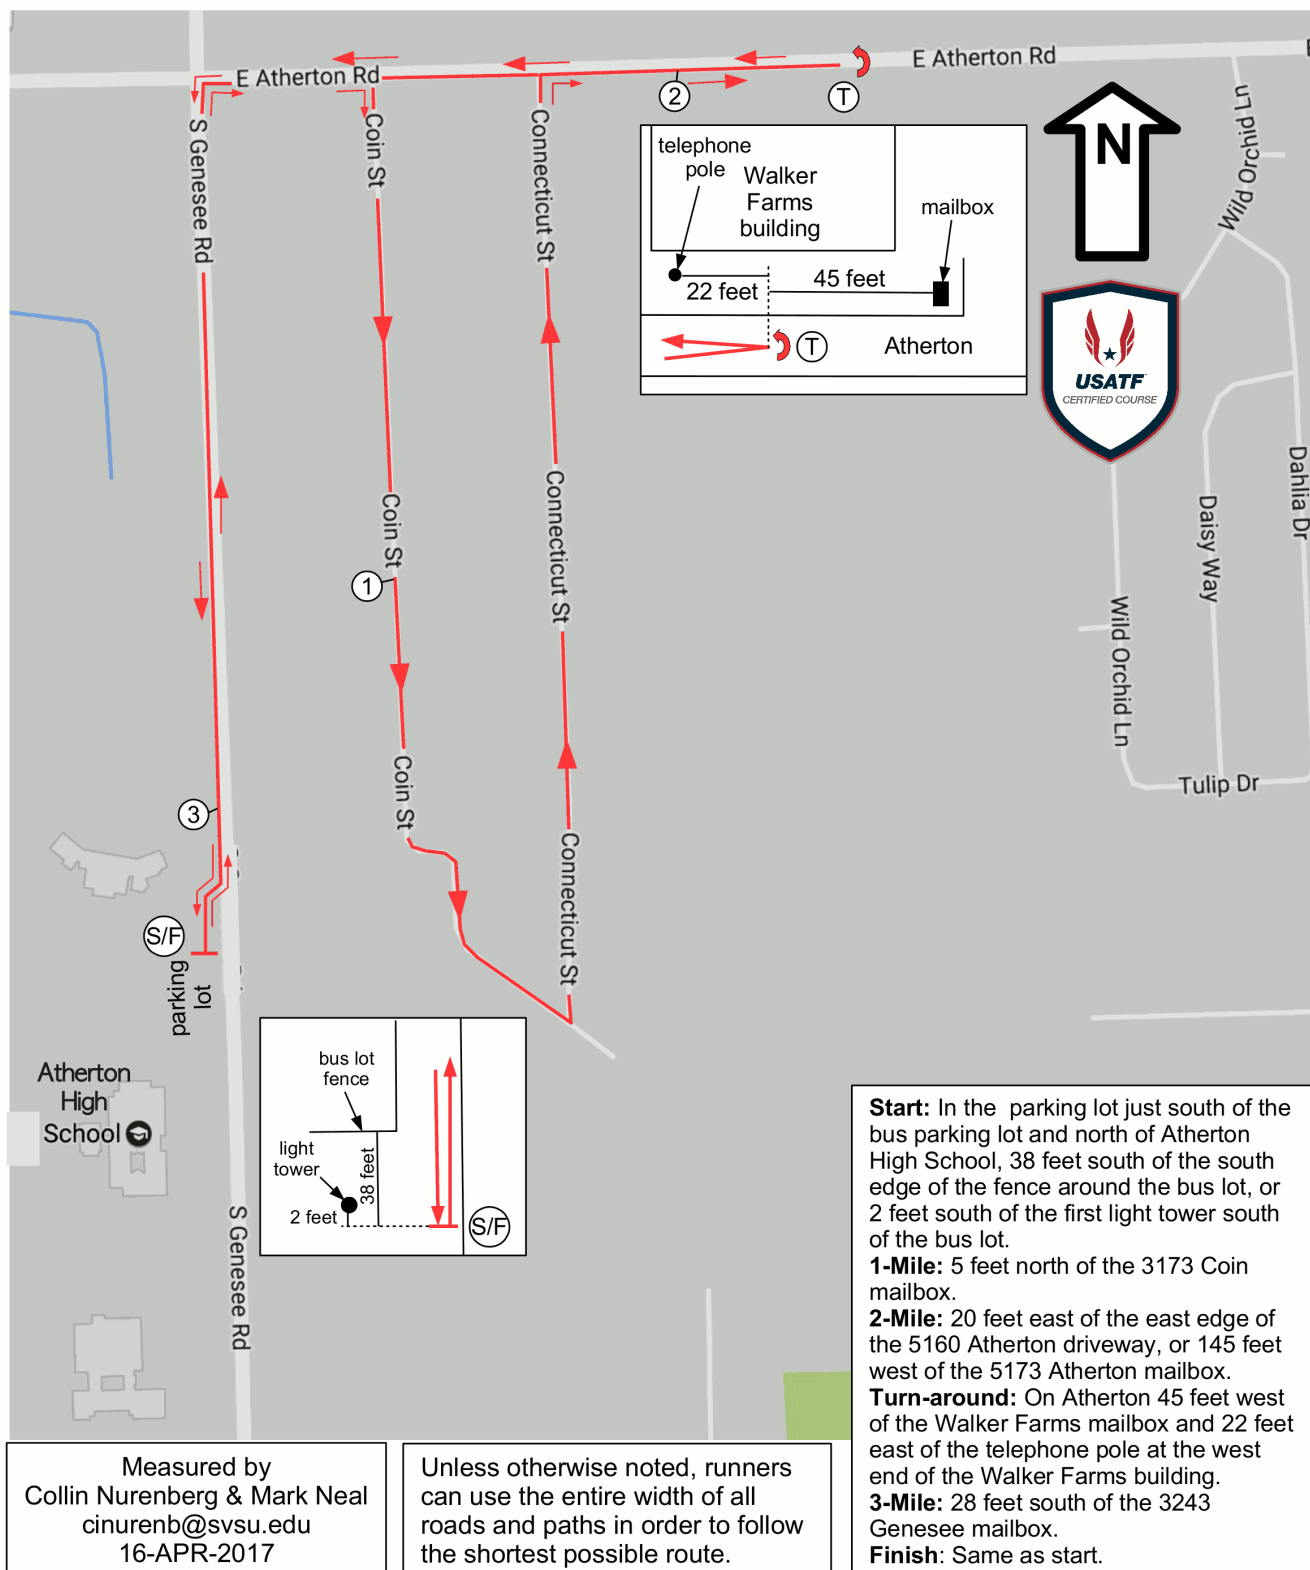 E Atherton Rd
E Atherton Rd
2
T
S Genesee Rd
Coin St
Connecticut St
Wild Orchid Ln
N
telephone
pole
Walker
Farms
building
mailbox
22 feet
45 feet
T
Atherton
USATF
CERTIFIED COURSE
Coin St
Connecticut St
Daisy Way
Dahlia Dr
1
Wild Orchid Ln
Coin St
Tulip Dr
3
Connecticut St
S/F
parking
lot
Atherton
High
School
bus lot
fence
light
tower
38 feet
2 feet
S/F
S Genesee Rd
Start: In the parking lot just south of the
bus parking lot and north of Atherton
High School, 38 feet south of the south
edge of the fence around the bus lot, or
2 feet south of the first light tower south
of the bus lot.
1-Mile: 5 feet north of the 3173 Coin
mailbox.
2-Mile: 20 feet east of the east edge of
the 5160 Atherton driveway, or 145 feet
west of the 5173 Atherton mailbox.
Turn-around: On Atherton 45 feet west
of the Walker Farms mailbox and 22 feet
east of the telephone pole at the west
end of the Walker Farms building.
3-Mile: 28 feet south of the 3243
Genesee mailbox.
Finish: Same as start.
Measured by
Collin Nurenberg & Mark Neal
cinurenb@svsu.edu
16-APR-2017
Unless otherwise noted, runners
can use the entire width of all
roads and paths in order to follow
the shortest possible route.